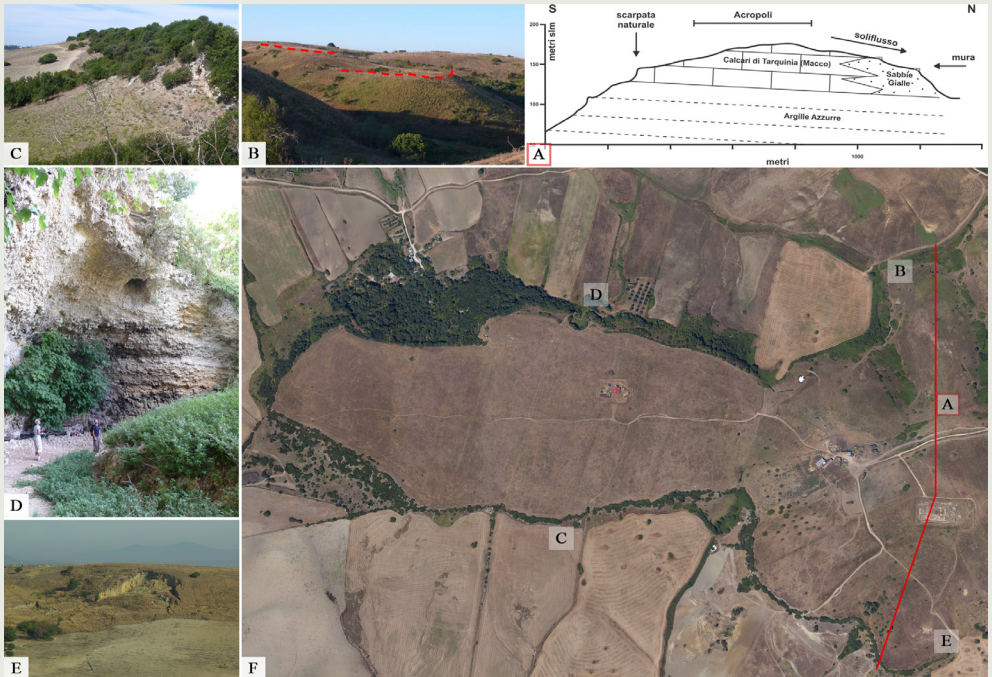 C
B
S
N
metri slm
200
150
100
scarpata
naturale
Acropoli
soliflusso
mura
Calcari di Tarquinia (Macco)
Sabbie
Gialle
Argille Azzurre
A
metri
1000
D
E
B
D
A
C
E
F